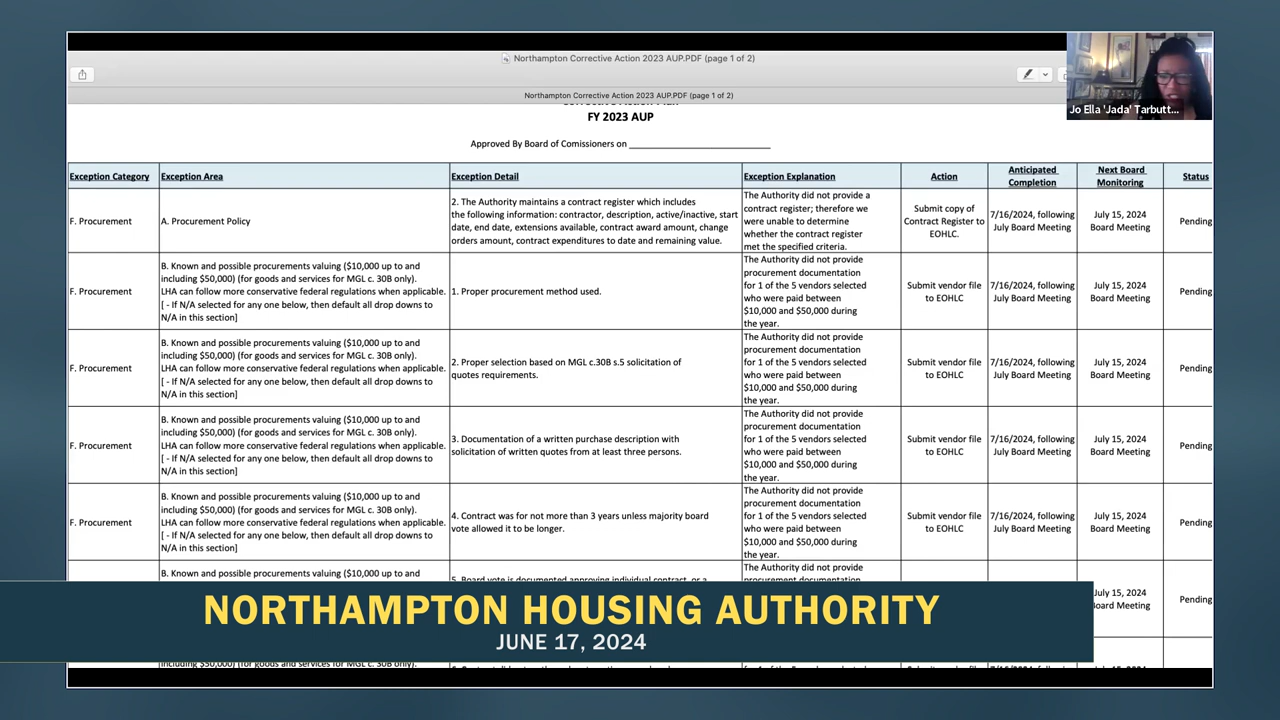 Northampton Corrective Action 2023 AUP.PDF (page 1 of 2)
Northampton Corrective Action 2023 AUP.PDF (page 1 of 2)
Jo Ella 'Jada' Tarbutt...
FY 2023 AUP
Approved By Board of Comissioners on
Exception Category
Exception Area
Exception Detail
Exception Explanation
Action
Anticipated
Completion
Next Board
Monitoring
Status
F. Procurement
A. Procurement Policy
2. The Authority maintains a contract register which includes
the following information: contractor, description, active/inactive, start
date, end date, extensions available, contract award amount, change
orders amount, contract expenditures to date and remaining value.
The Authority did not provide a
contract register; therefore we
were unable to determine
whether the contract register
met the specified criteria.
Submit copy of
Contract Register to
EOHLC.
7/16/2024, following
July Board Meeting
July 15, 2024
Board Meeting
Pending
F. Procurement
B. Known and possible procurements valuing ($10,000 up to and
including $50,000) (for goods and services for MGL c. 30B only).
LHA can follow more conservative federal regulations when applicable.
[ - If N/A selected for any one below, then default all drop downs to
N/A in this section]
1. Proper procurement method used.
The Authority did not provide
procurement documentation
for 1 of the 5 vendors selected
who were paid between
$10,000 and $50,000 during
the year.
Submit vendor file
to EOHLC
7/16/2024, following
July Board Meeting
July 15, 2024
Board Meeting
Pending
F. Procurement
B. Known and possible procurements valuing ($10,000 up to and
including $50,000) (for goods and services for MGL c. 30B only).
LHA can follow more conservative federal regulations when applicable.
[ - If N/A selected for any one below, then default all drop downs to
N/A in this section]
2. Proper selection based on MGL c.30B s.5 solicitation of
quotes requirements.
The Authority did not provide
procurement documentation
for 1 of the 5 vendors selected
who were paid between
$10,000 and $50,000 during
the year.
Submit vendor file
to EOHLC
7/16/2024, following
July Board Meeting
July 15, 2024
Board Meeting
Pending
F. Procurement
B. Known and possible procurements valuing ($10,000 up to and
including $50,000) (for goods and services for MGL c. 30B only).
LHA can follow more conservative federal regulations when applicable.
[ - If N/A selected for any one below, then default all drop downs to
N/A in this section]
3. Documentation of a written purchase description with
solicitation of written quotes from at least three persons.
The Authority did not provide
procurement documentation
for 1 of the 5 vendors selected
who were paid between
$10,000 and $50,000 during
the year.
Submit vendor file
to EOHLC
7/16/2024, following
July Board Meeting
July 15, 2024
Board Meeting
Pending
F. Procurement
B. Known and possible procurements valuing ($10,000 up to and
including $50,000) (for goods and services for MGL c. 30B only).
LHA can follow more conservative federal regulations when applicable.
[ - If N/A selected for any one below, then default all drop downs to
N/A in this section]
4. Contract was for not more than 3 years unless majority board
vote allowed it to be longer.
The Authority did not provide
procurement documentation
for 1 of the 5 vendors selected
who were paid between
$10,000 and $50,000 during
the year.
Submit vendor file
to EOHLC
7/16/2024, following
July Board Meeting
July 15, 2024
Board Meeting
Pending
B. Known and possible procurements valuing ($10,000 up to and
5. Board vote is documented approving individual contract, or a
The Authority did not provide
procurement documentation
July 15, 2024
Board Meeting
Pending
NORTHAMPTON HOUSING AUTHORITY
JUNE 17, 2024
including $50,000) (for goods and services for MGL c. 30B only).